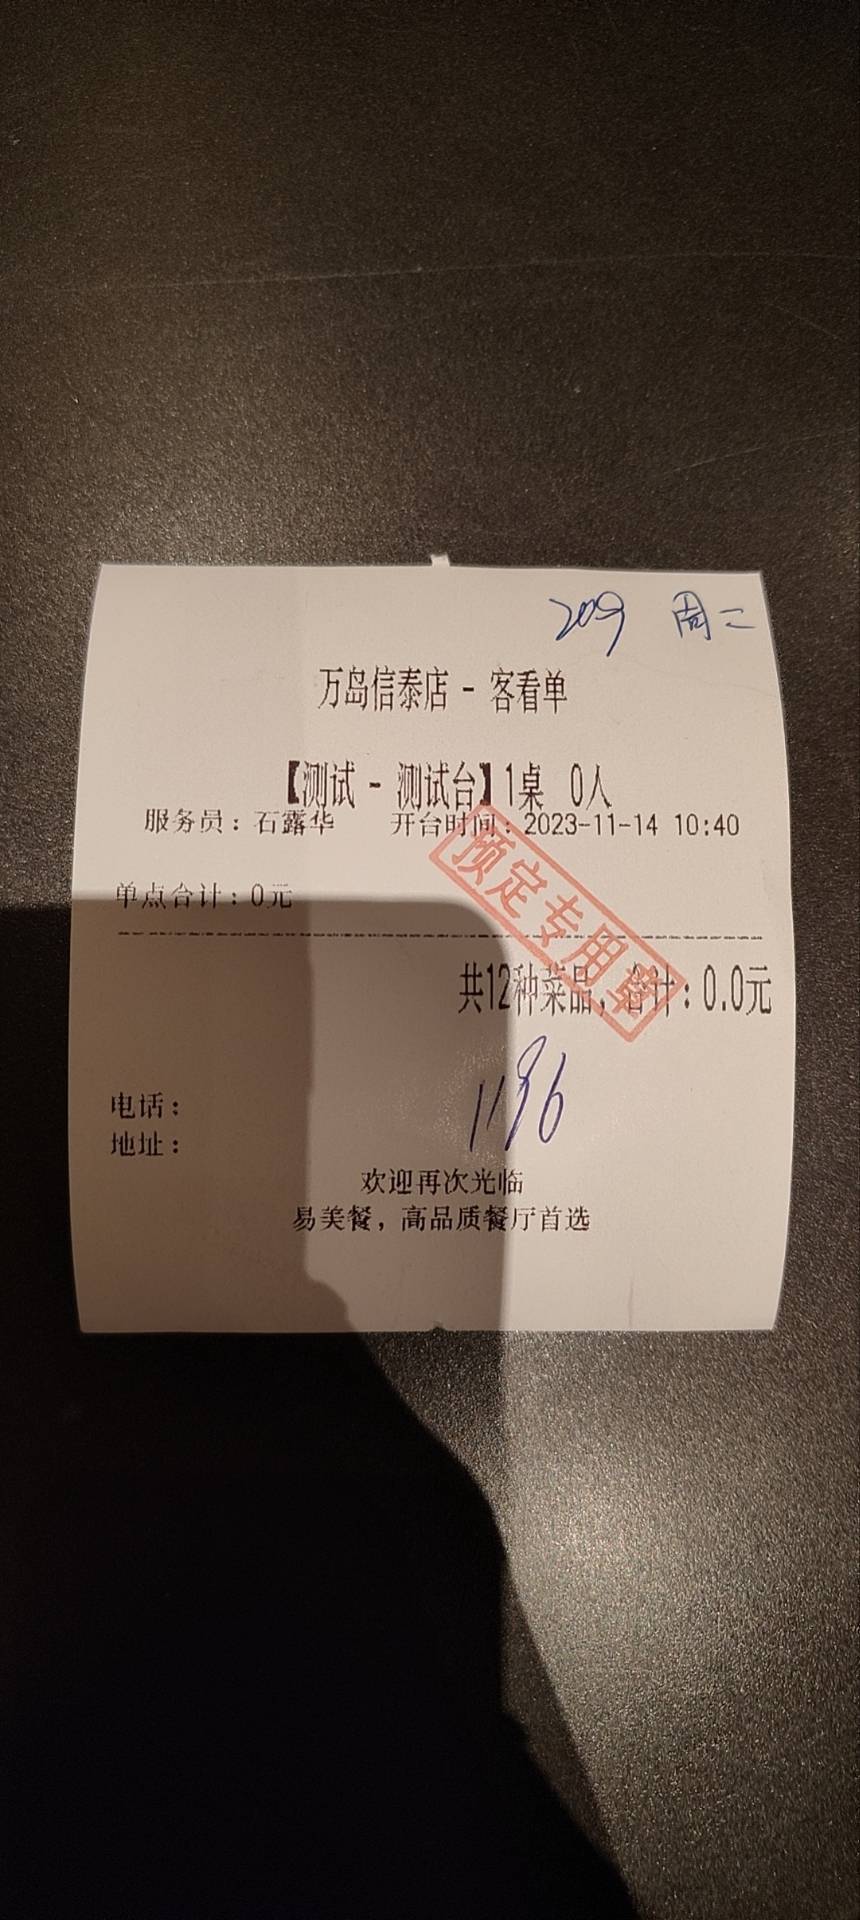 209 周二
万岛信泰店 - 客看单
【测试 - 测试台】1桌 0人
服务员：石露华 开台时间：2023-11-14 10:40
预定专用章
单点合计：0元
共12种菜品，合计：0.0元
1196
电话：
地址：
欢迎再次光临
易美餐，高品质餐厅首选